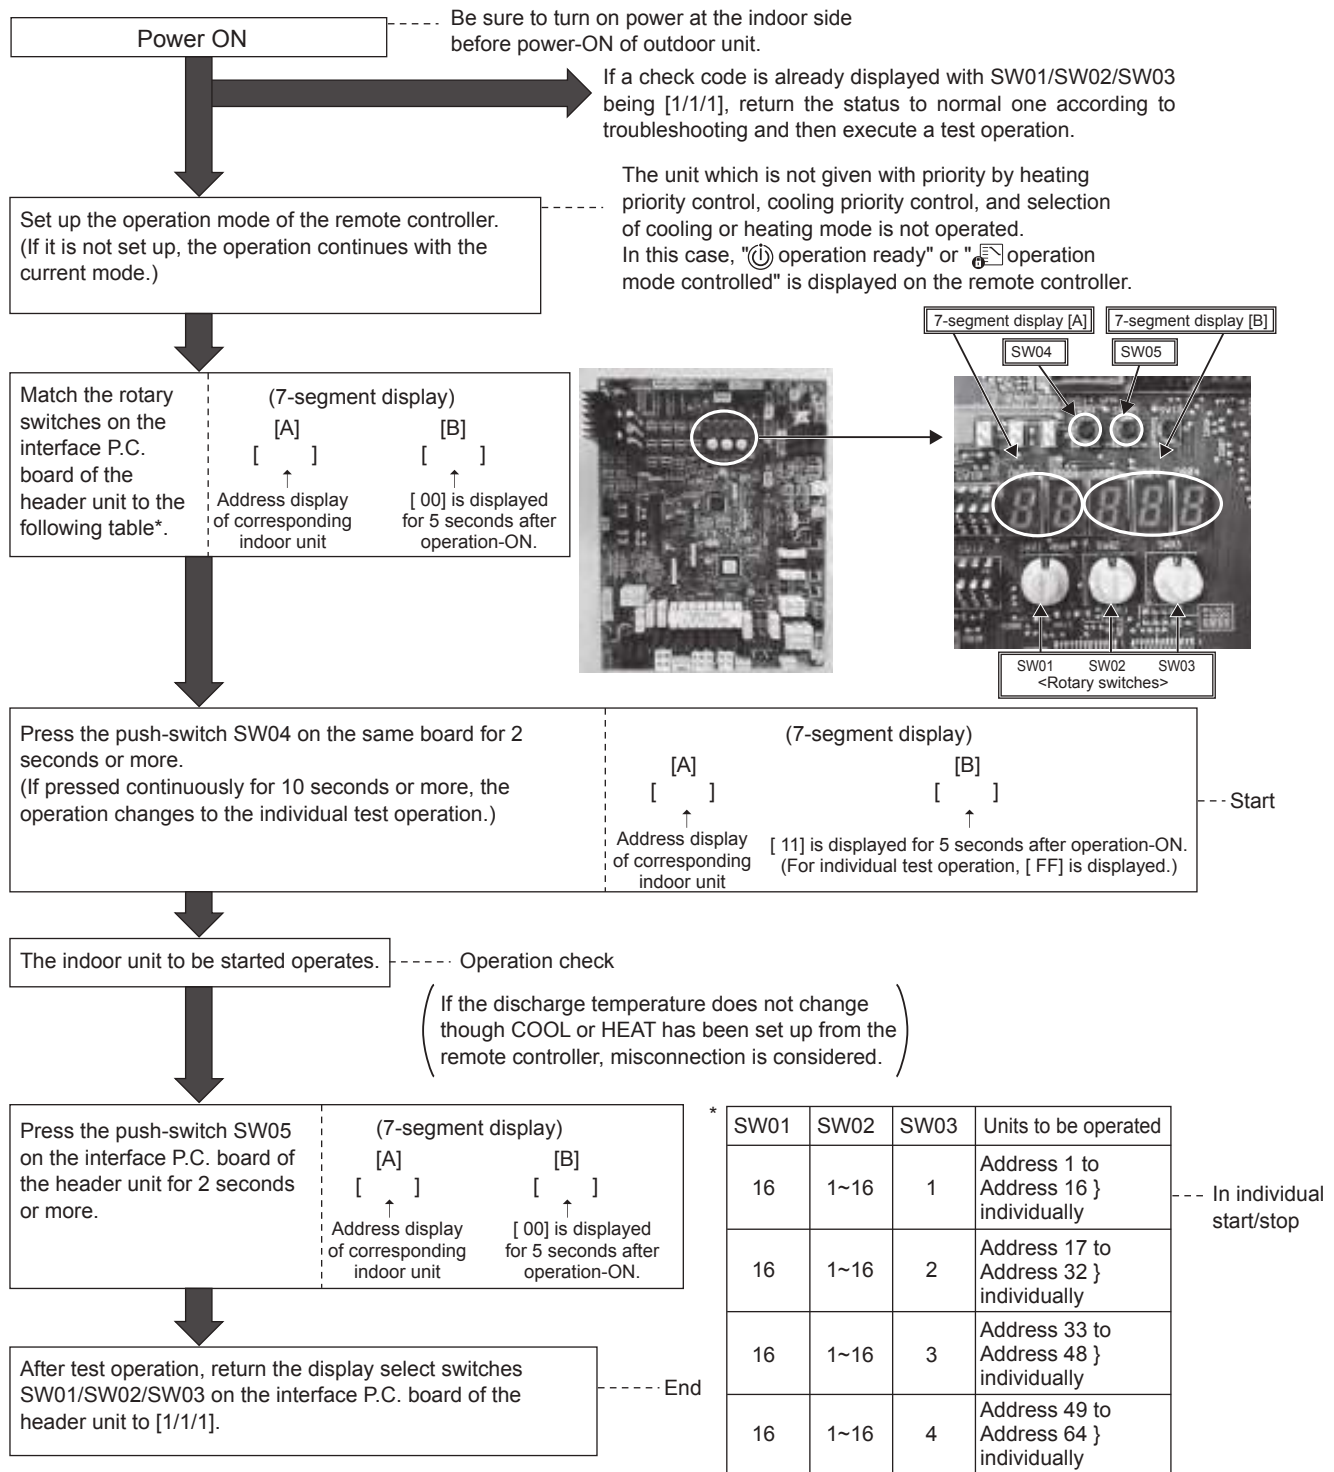 Power ON
Be sure to turn on power at the indoor side
before power-ON of outdoor unit.
If a check code is already displayed with SW01/SW02/SW03
being [1/1/1], return the status to normal one according to
troubleshooting and then execute a test operation.
Set up the operation mode of the remote controller.
(If it is not set up, the operation continues with the
current mode.)
The unit which is not given with priority by heating
priority control, cooling priority control, and selection
of cooling or heating mode is not operated.
In this case, " operation ready" or " operation
mode controlled" is displayed on the remote controller.
7-segment display [A]
7-segment display [B]
SW04
SW05
Match the rotary
switches on the
interface P.C.
board of the
header unit to the
following table*.
(7-segment display)
[A]
[B]
[ ]
[ ]
↑
↑
Address display
of corresponding
indoor unit
[ 00] is displayed
for 5 seconds after
operation-ON.
SW01 SW02 SW03
<Rotary switches>
Press the push-switch SW04 on the same board for 2
seconds or more.
(If pressed continuously for 10 seconds or more, the
operation changes to the individual test operation.)
(7-segment display)
[A]
[B]
[ ]
[ ]
↑
↑
Address display
of corresponding
indoor unit
[ 11] is displayed for 5 seconds after operation-ON.
(For individual test operation, [ FF] is displayed.)
Start
The indoor unit to be started operates.
Operation check
If the discharge temperature does not change
though COOL or HEAT has been set up from the
remote controller, misconnection is considered.
Press the push-switch SW05
on the interface P.C. board of
the header unit for 2 seconds
or more.
(7-segment display)
[A]
[B]
[ ]
[ ]
↑
↑
Address display
of corresponding
indoor unit
[ 00] is displayed
for 5 seconds after
operation-ON.
After test operation, return the display select switches
SW01/SW02/SW03 on the interface P.C. board of the
header unit to [1/1/1].
End
*
SW01 SW02 SW03 Units to be operated
16 1~16 1
Address 1 to
Address 16 }
individually
16 1~16 2
Address 17 to
Address 32 }
individually
16 1~16 3
Address 33 to
Address 48 }
individually
16 1~16 4
Address 49 to
Address 64 }
individually
In individual
start/stop